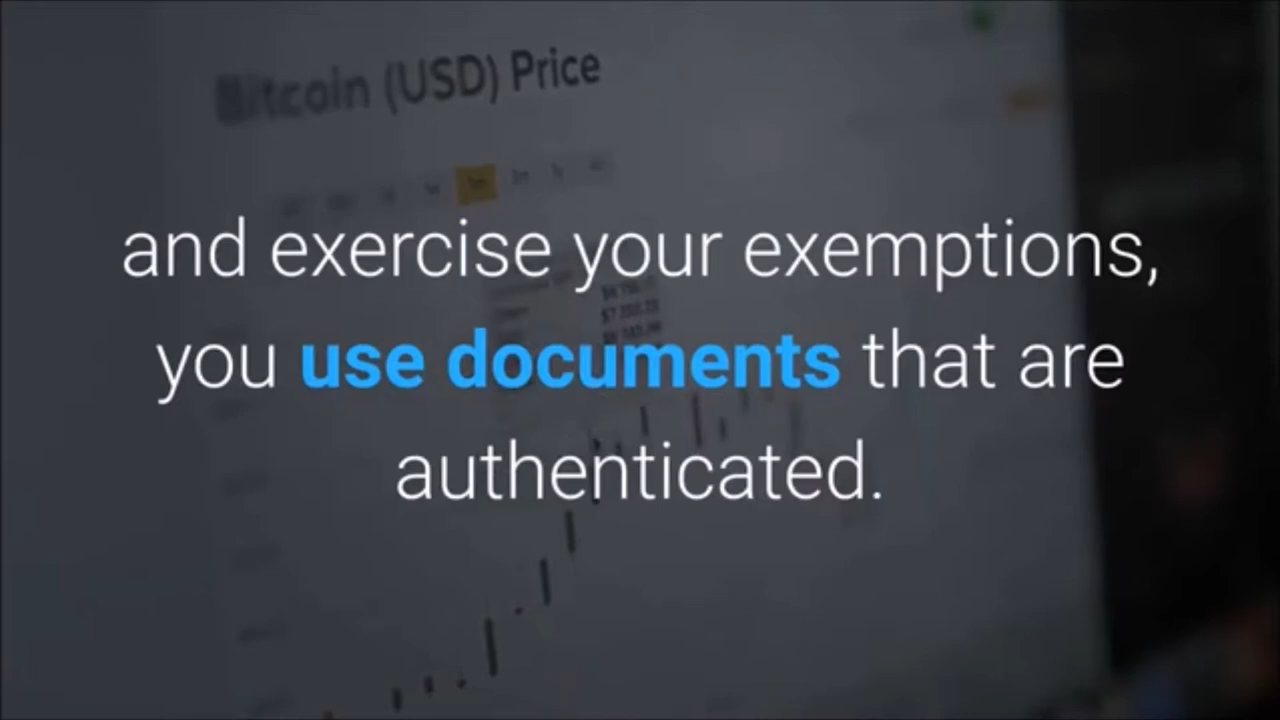 Bitcoin (USD) Price
and exercise your exemptions,
you use documents that are
authenticated.